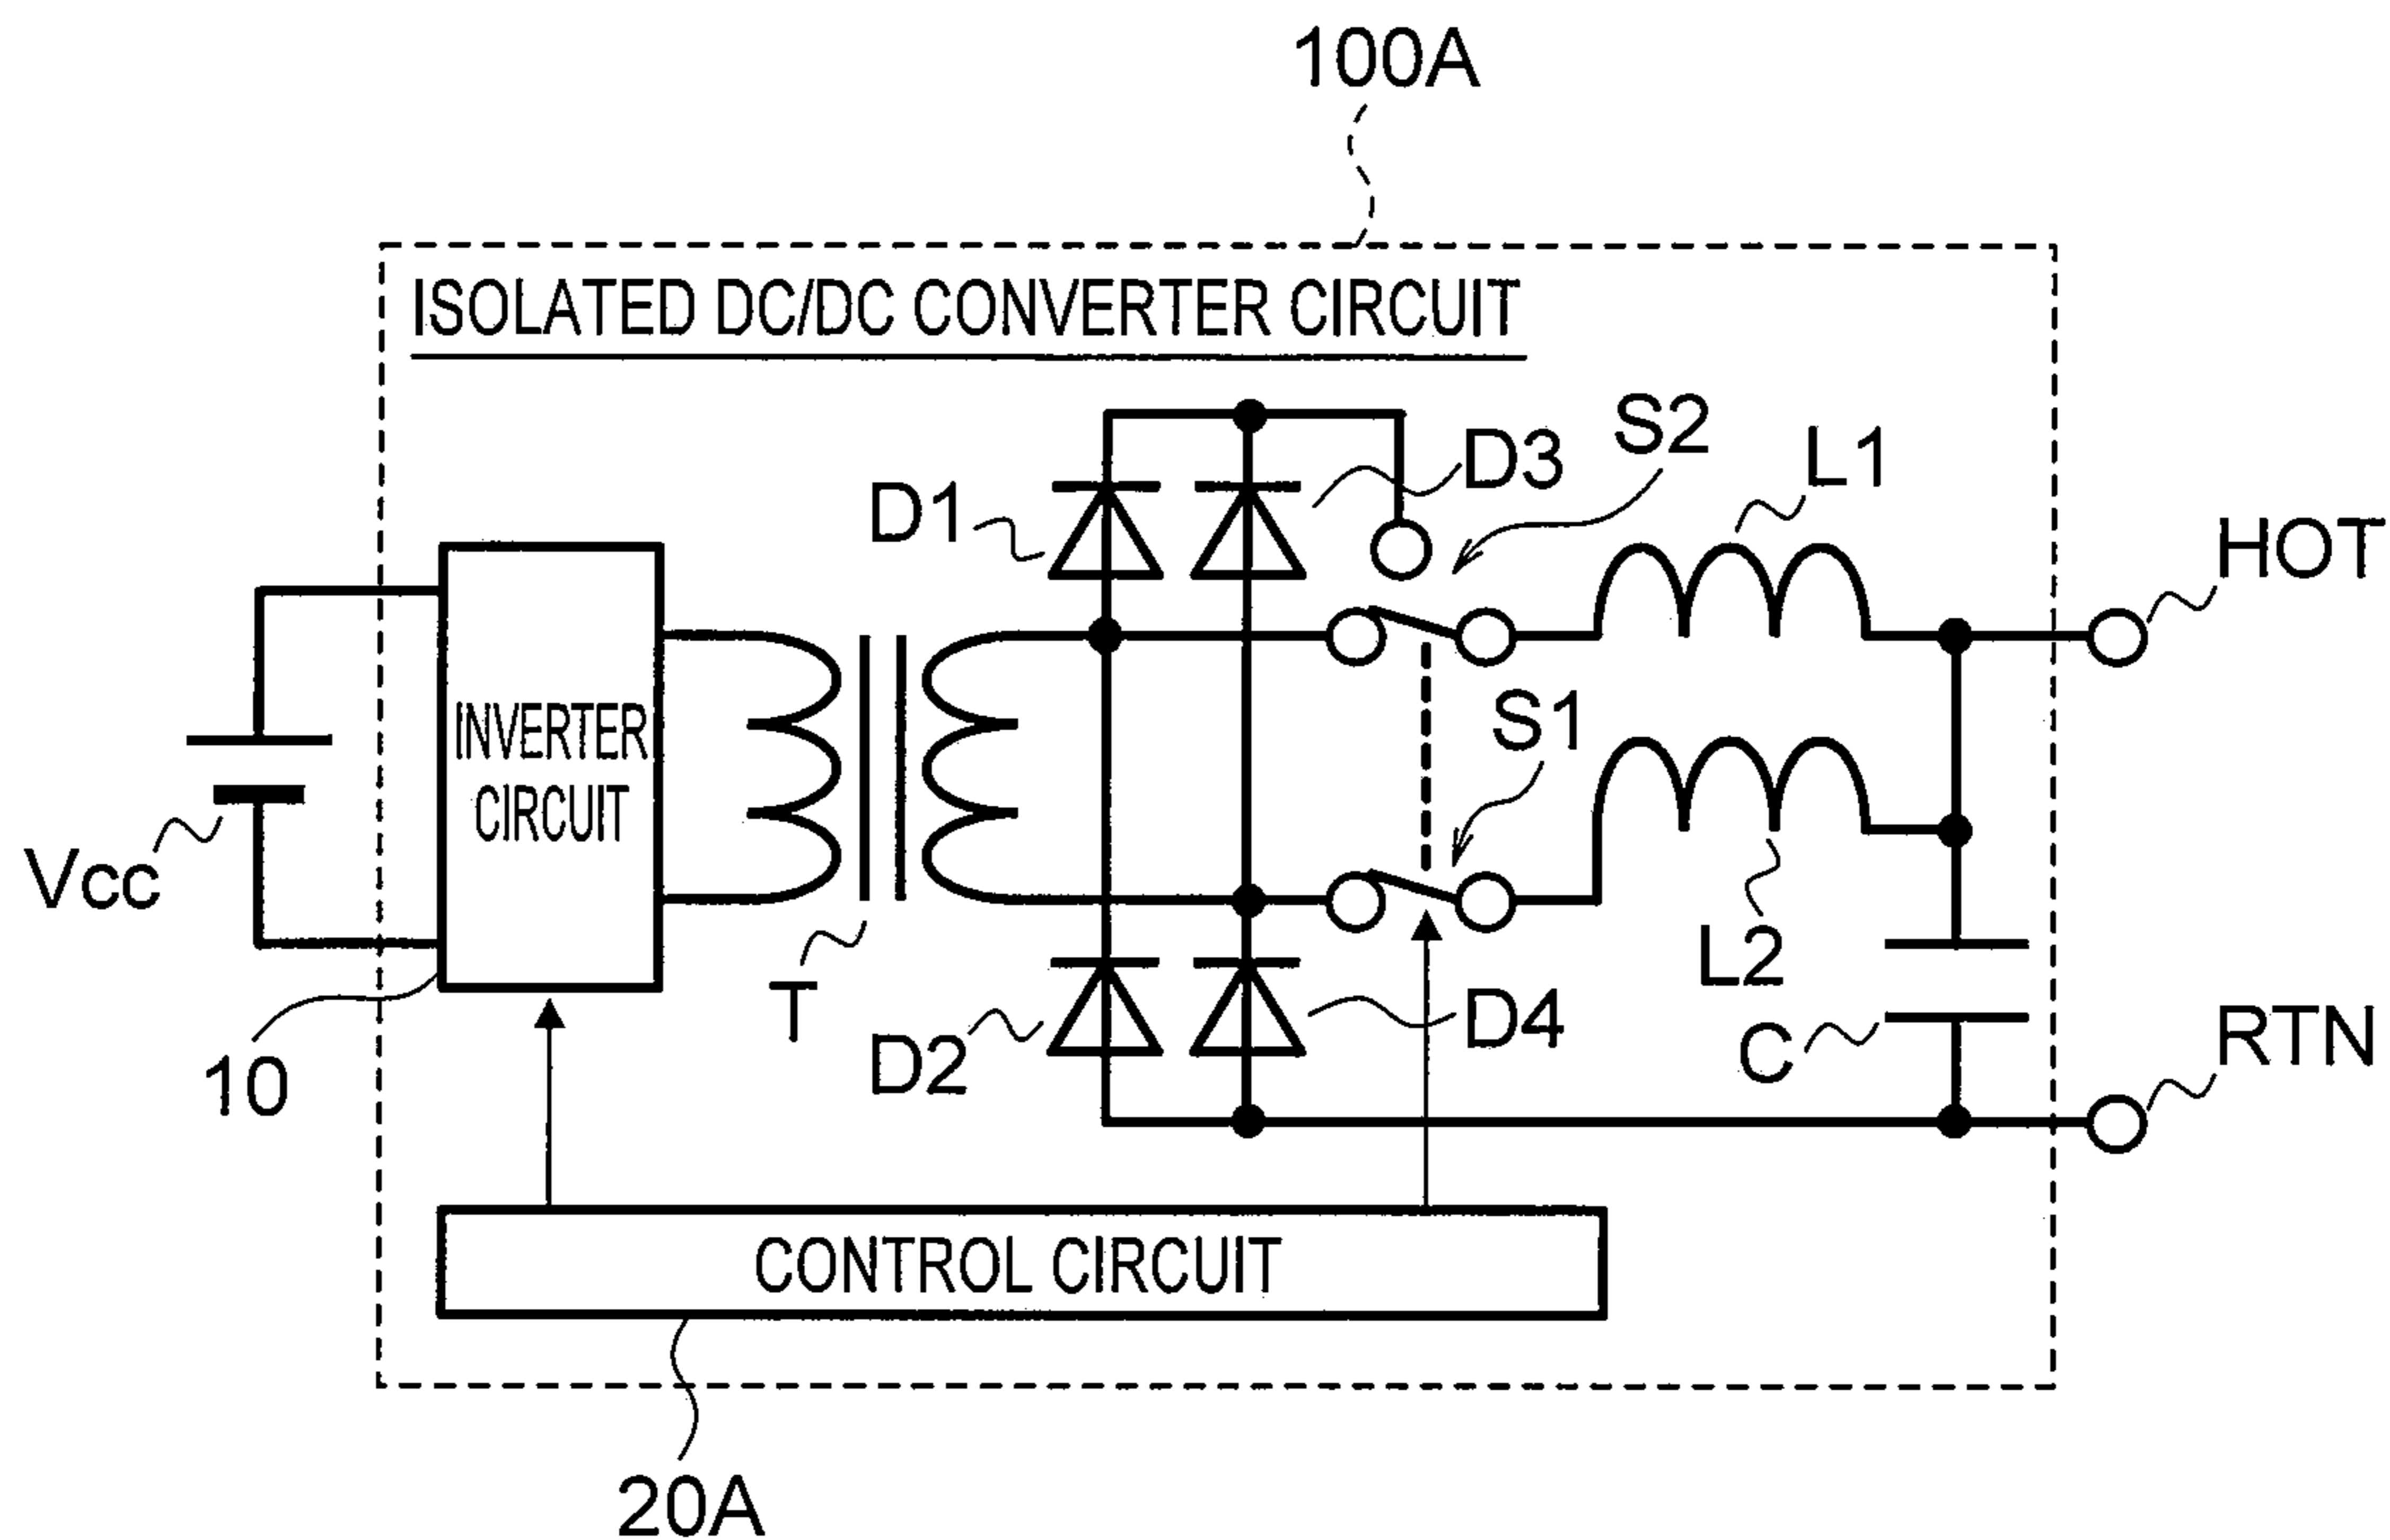 100A
ISOLATED DC/DC CONVERTER CIRCUIT
S2
D3
L1
D1
HOT
INVERTER
CIRCUIT
S1
Vcc
L2
T
D4
D2
C
RTN
10
CONTROL CIRCUIT
20A